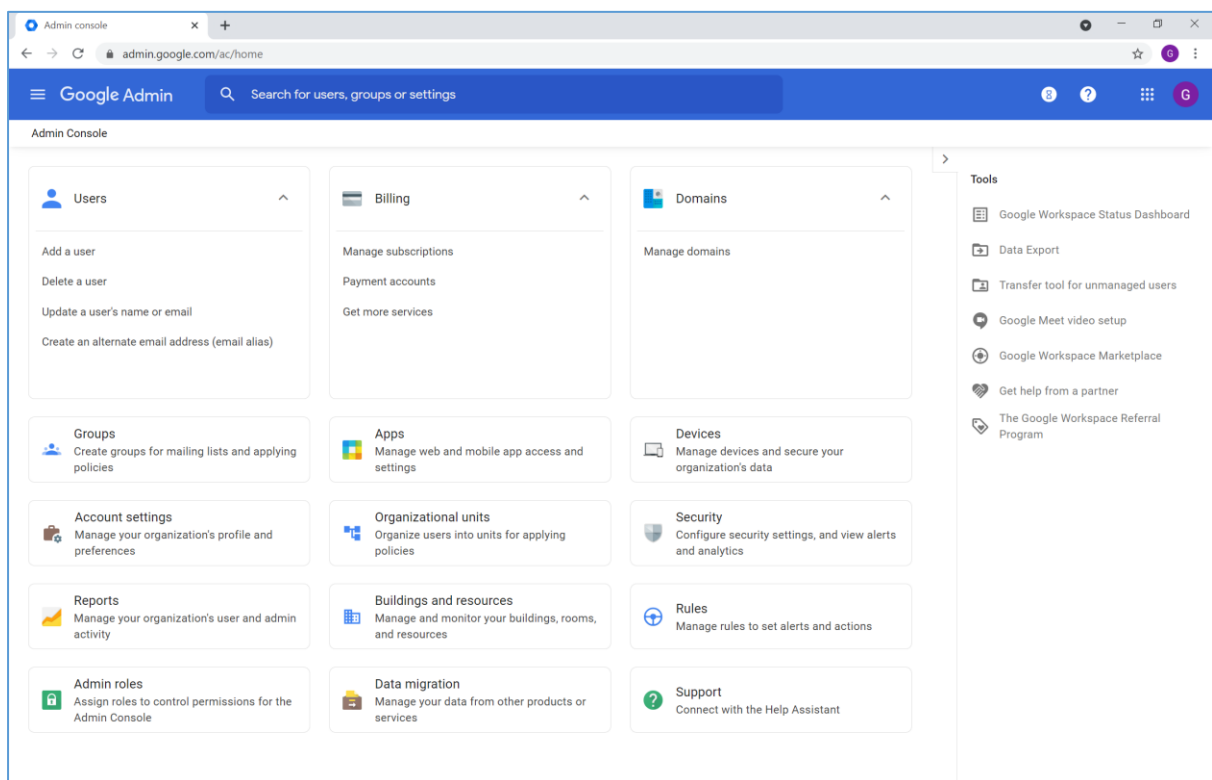 Admin console
admin.google.com/ac/home
G
Google Admin
Search for users, groups or settings
8
?
G
Admin Console
Users
Add a user
Delete a user
Update a user's name or email
Create an alternate email address (email alias)
Billing
Manage subscriptions
Payment accounts
Get more services
Domains
Manage domains
Groups
Create groups for mailing lists and applying
policies
Apps
Manage web and mobile app access and
settings
Devices
Manage devices and secure your
organization's data
Account settings
Manage your organization's profile and
preferences
Organizational units
Organize users into units for applying
policies
Security
Configure security settings, and view alerts
and analytics
Reports
Manage your organization's user and admin
activity
Buildings and resources
Manage and monitor your buildings, rooms,
and resources
Rules
Manage rules to set alerts and actions
Admin roles
Assign roles to control permissions for the
Admin Console
Data migration
Manage your data from other products or
services
?
Support
Connect with the Help Assistant
Tools
Google Workspace Status Dashboard
Data Export
Transfer tool for unmanaged users
Google Meet video setup
Google Workspace Marketplace
Get help from a partner
The Google Workspace Referral
Program